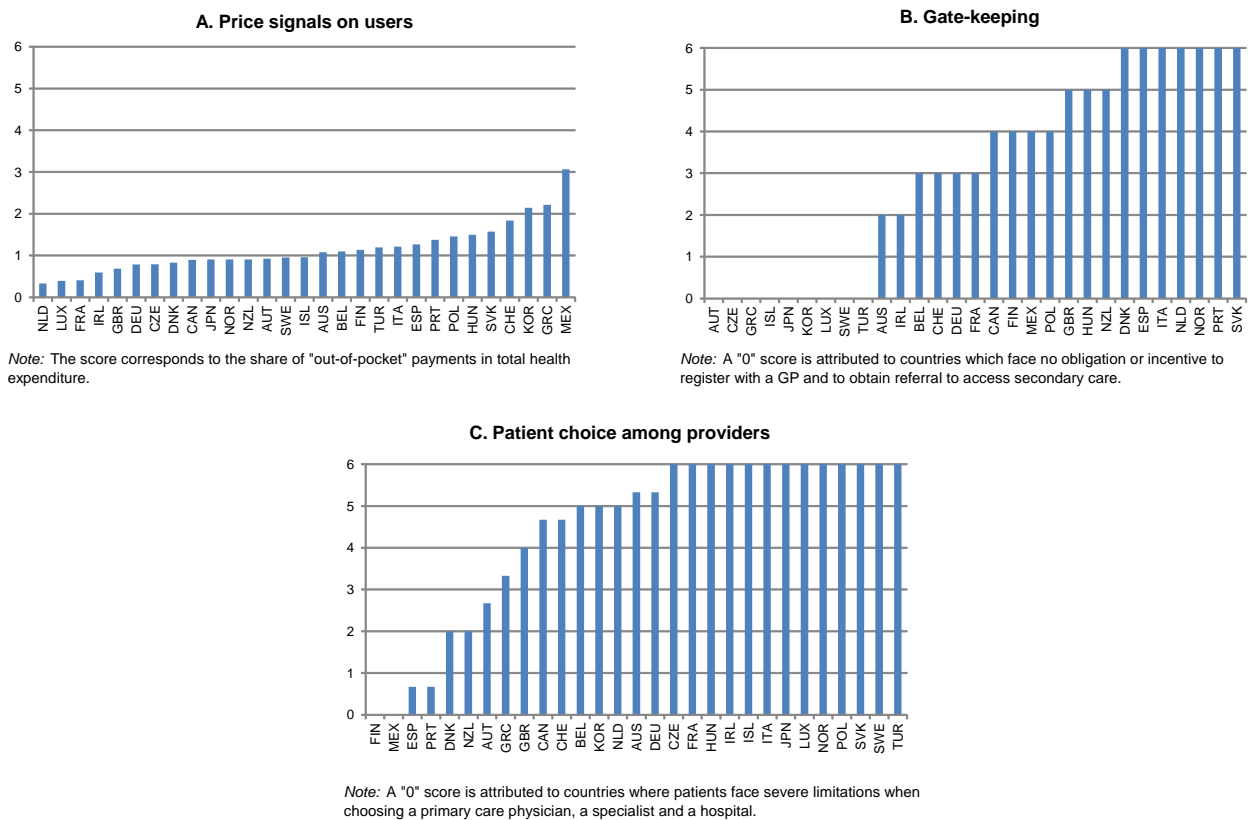 A. Price signals on users
6
5
4
3
2
1
0
NLD LUX FRA IRL GBR DEU CZE DNK CAN JPN NOR NZL AUT SWE ISL AUS BEL FIN TUR ITA ESP PRT POL HUN SVK CHE KOR GRC MEX
Note: The score corresponds to the share of "out-of-pocket" payments in total health
expenditure.
B. Gate-keeping
6
5
4
3
2
1
0
AUT CZE GRC ISL JPN KOR LUX SWE TUR AUS IRL BEL CHE DEU FRA CAN FIN MEX POL GBR HUN NZL DNK ESP ITA NLD NOR PRT SVK
Note: A "0" score is attributed to countries which face no obligation or incentive to
register with a GP and to obtain referral to access secondary care.
C. Patient choice among providers
6
5
4
3
2
1
0
FIN MEX ESP PRT DNK NZL AUT GRC GBR CAN CHE BEL KOR NLD AUS DEU CZE FRA HUN IRL ISL ITA JPN LUX NOR POL SVK SWE TUR
Note: A "0" score is attributed to countries where patients face severe limitations when
choosing a primary care physician, a specialist and a hospital.